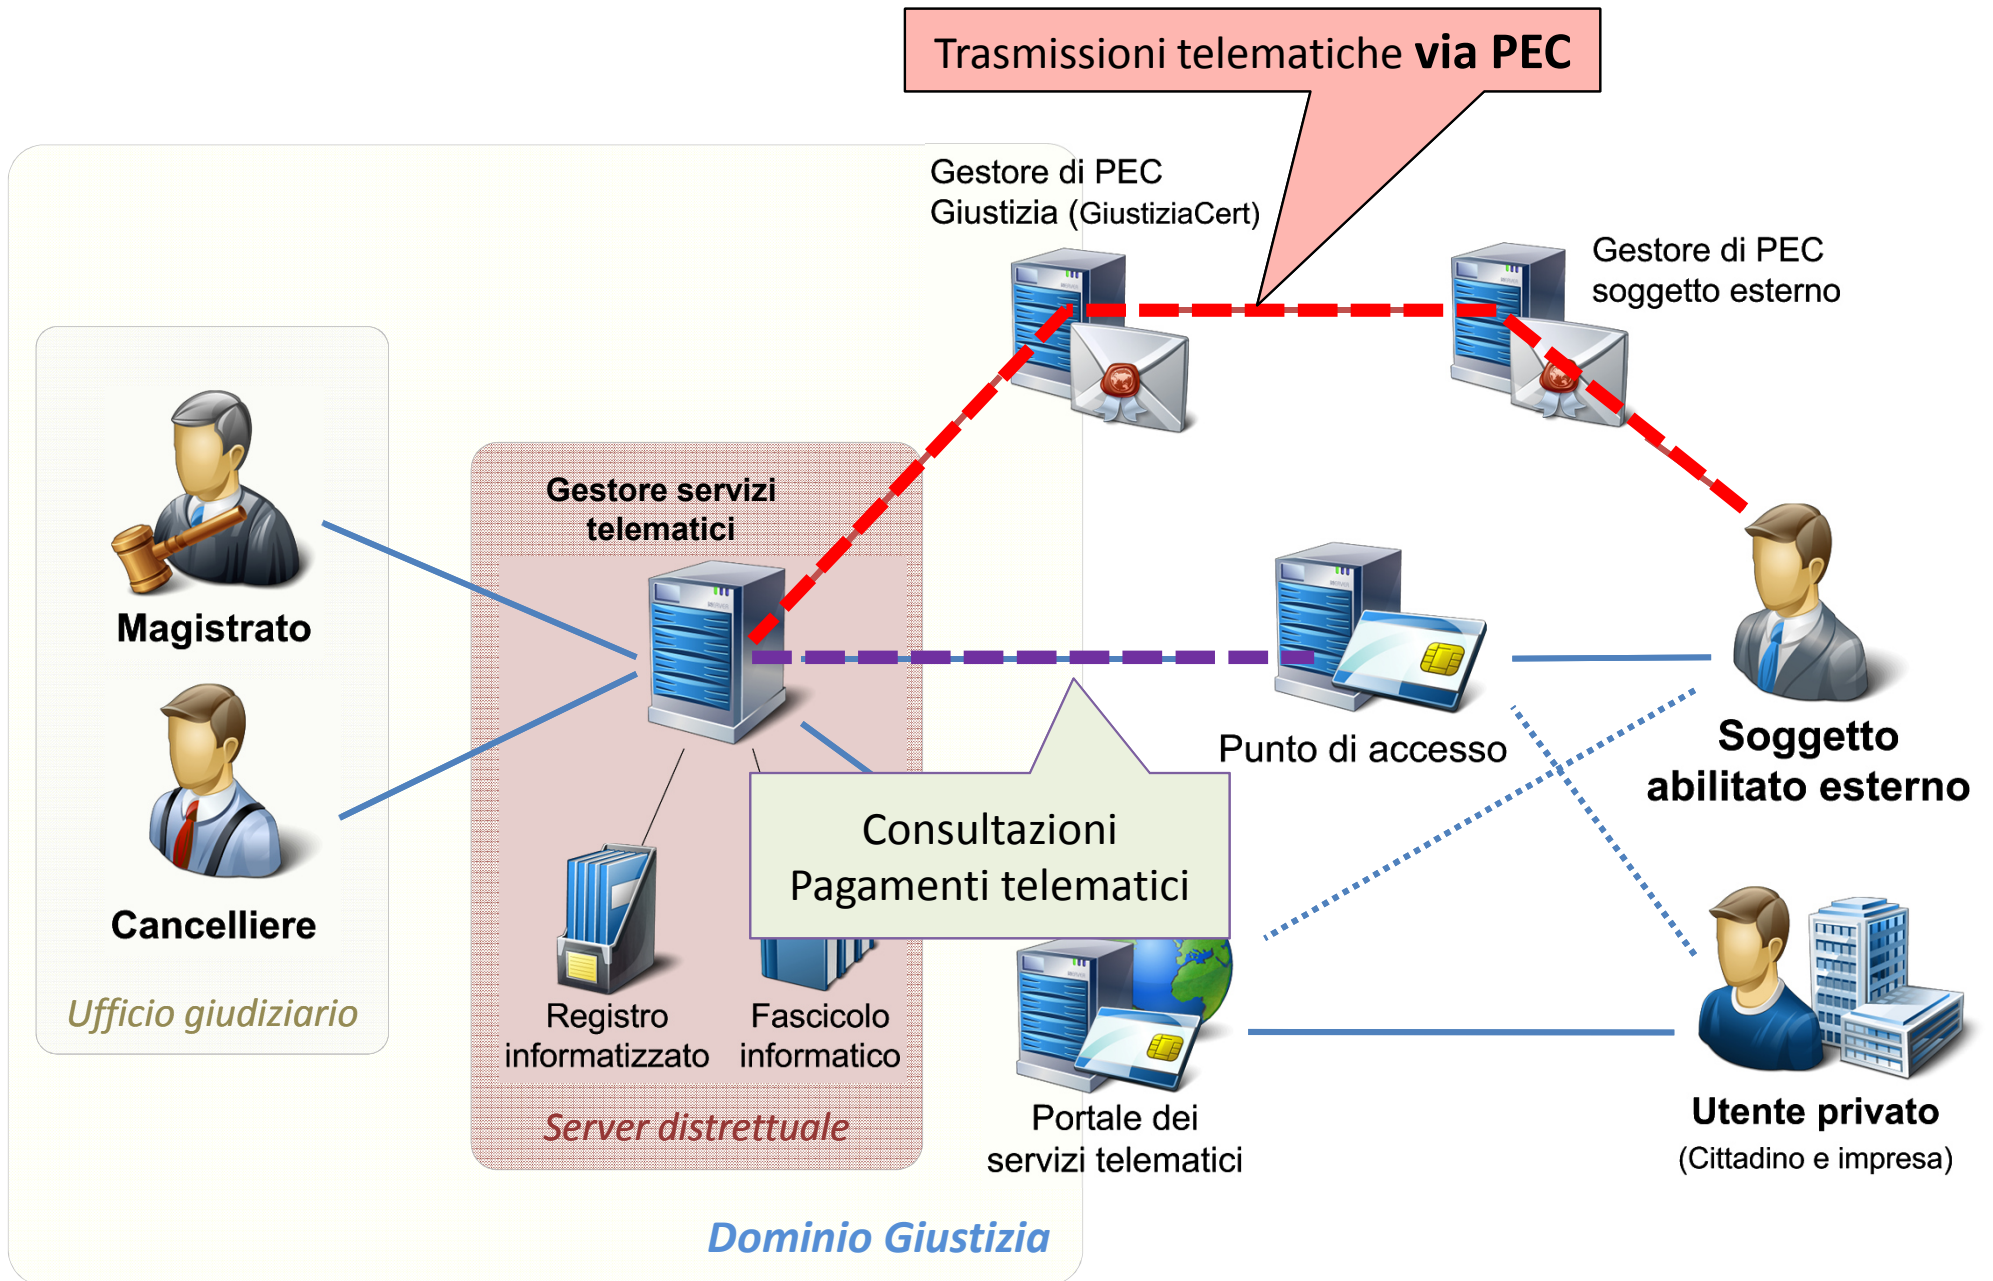 Trasmissioni telematiche via PEC
Gestore di PEC
Giustizia (GiustiziaCert)
Gestore di PEC
soggetto esterno
Gestore servizi
telematici
Magistrato
Punto di accesso
Soggetto
abilitato esterno
Consultazioni
Pagamenti telematici
Cancelliere
Ufficio giudiziario
Registro
informatizzato
Fascicolo
informatico
Server distrettuale
Portale dei
servizi telematici
Utente privato
(Cittadino e impresa)
Dominio Giustizia